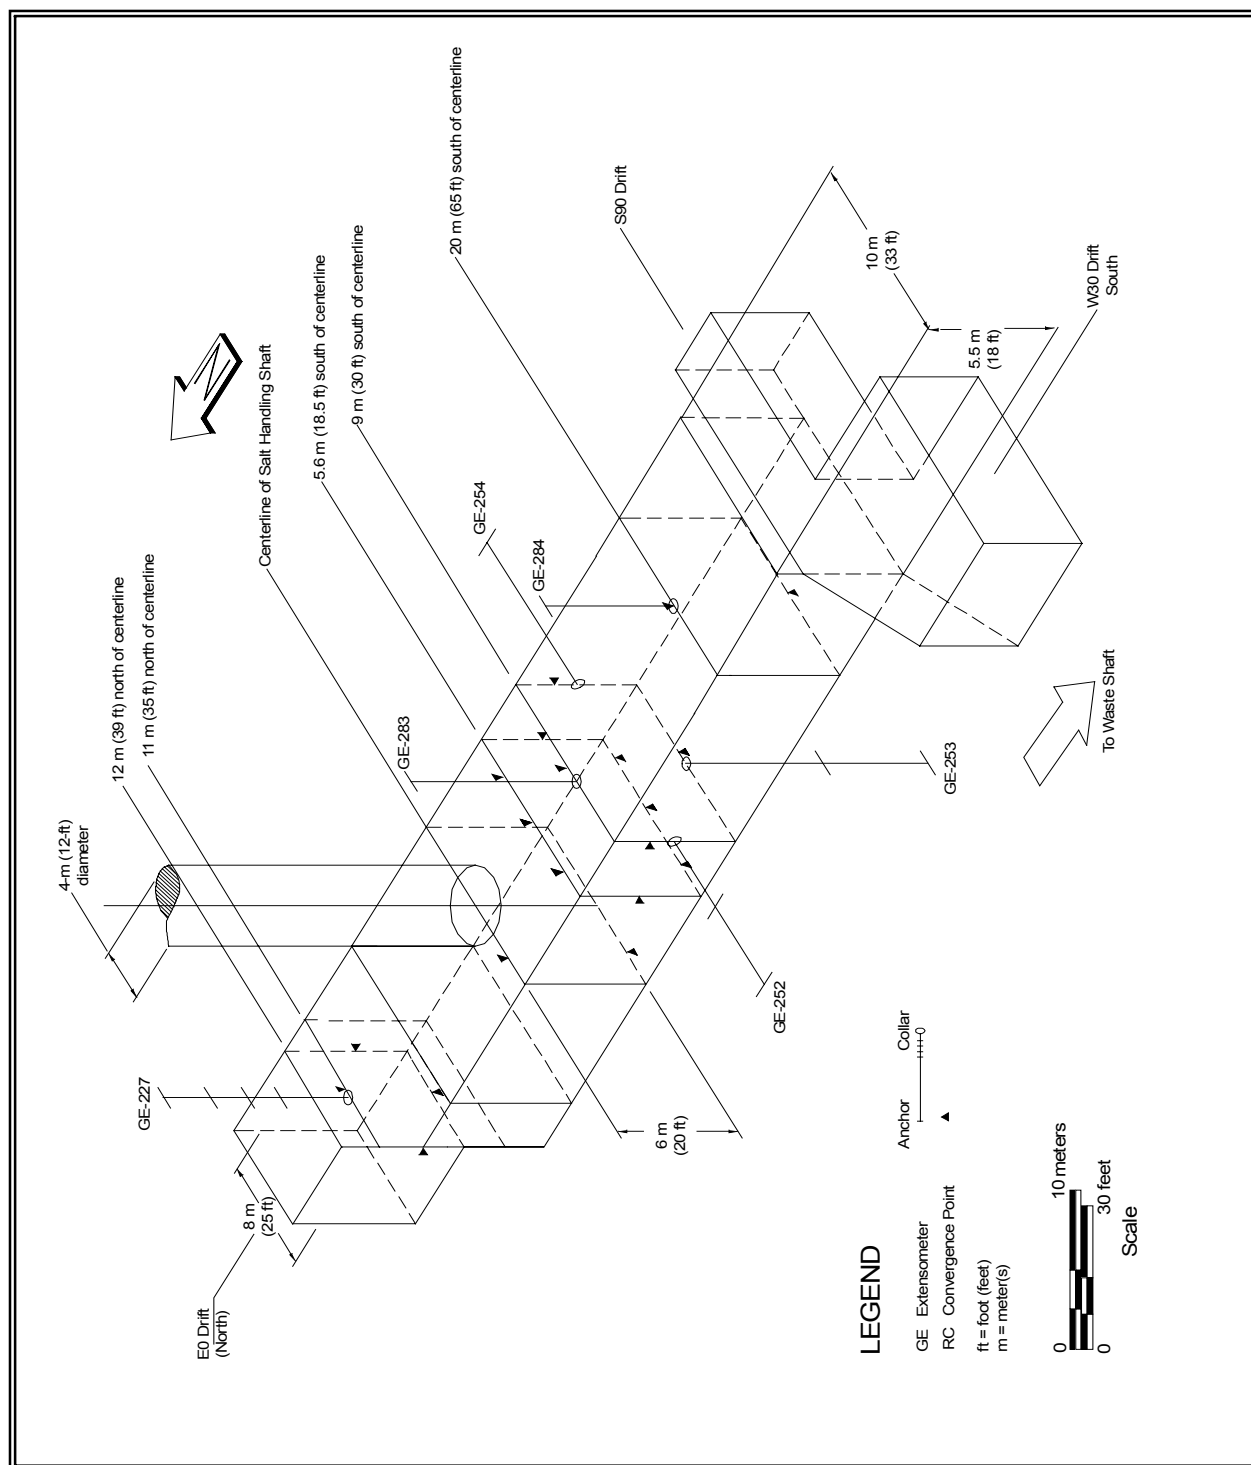 12 m (39 ft) north of centerline
11 m (35 ft) north of centerline
Centerline of Salt Handling Shaft
5.6 m (18.5 ft) south of centerline
9 m (30 ft) south of centerline
20 m (65 ft) south of centerline
N
4-m (12-ft)
diameter
GE-227
GE-283
GE-254
GE-284
S90 Drift
10 m
(33 ft)
5.5 m
(18 ft)
W30 Drift
South
To Waste Shaft
GE-253
GE-252
6 m
(20 ft)
8 m
(25 ft)
E0 Drift
(North)
LEGEND
GE Extensometer
Anchor Collar
RC Convergence Point
ft = foot (feet)
m = meter(s)
0 10 meters
0 30 feet
Scale